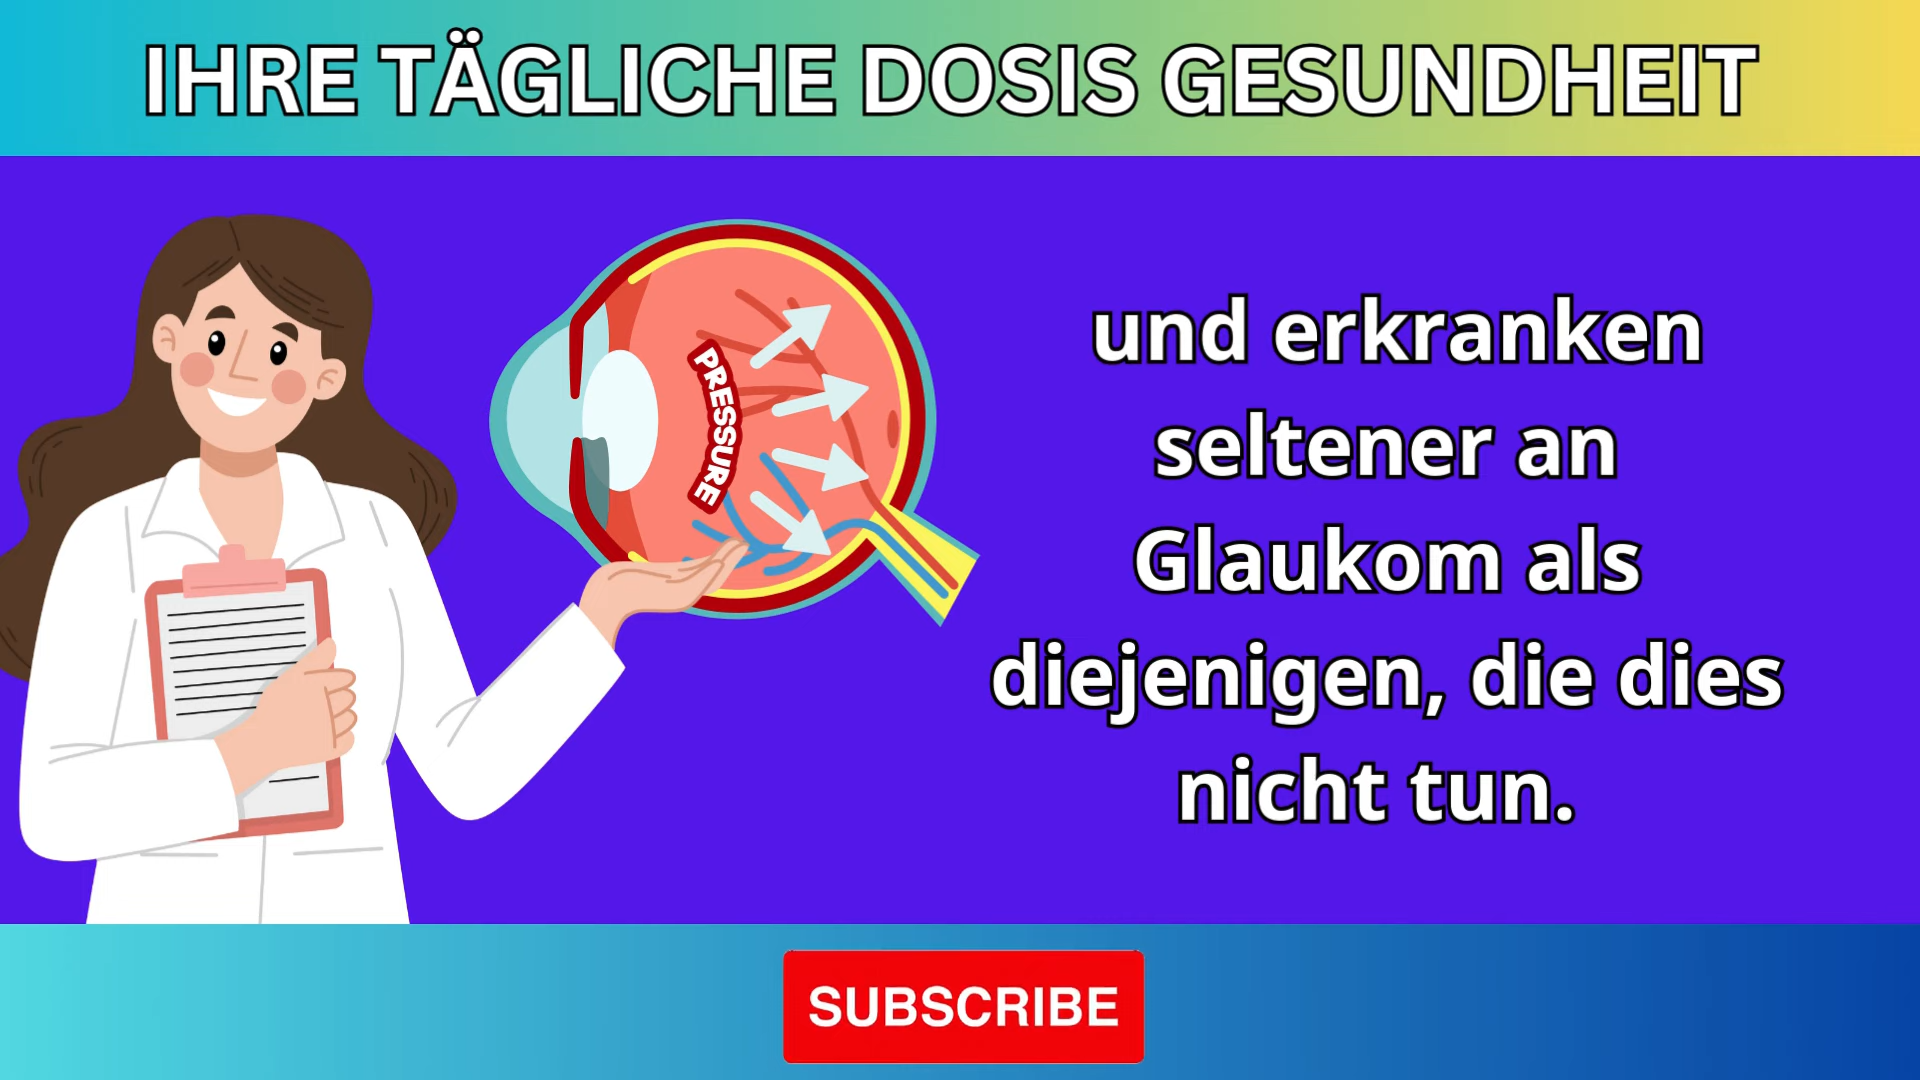 IHRE TÄGLICHE DOSIS GESUNDHEIT
PRESSURE
und erkranken
seltener an
Glaukom als
diejenigen, die dies
nicht tun.
SUBSCRIBE